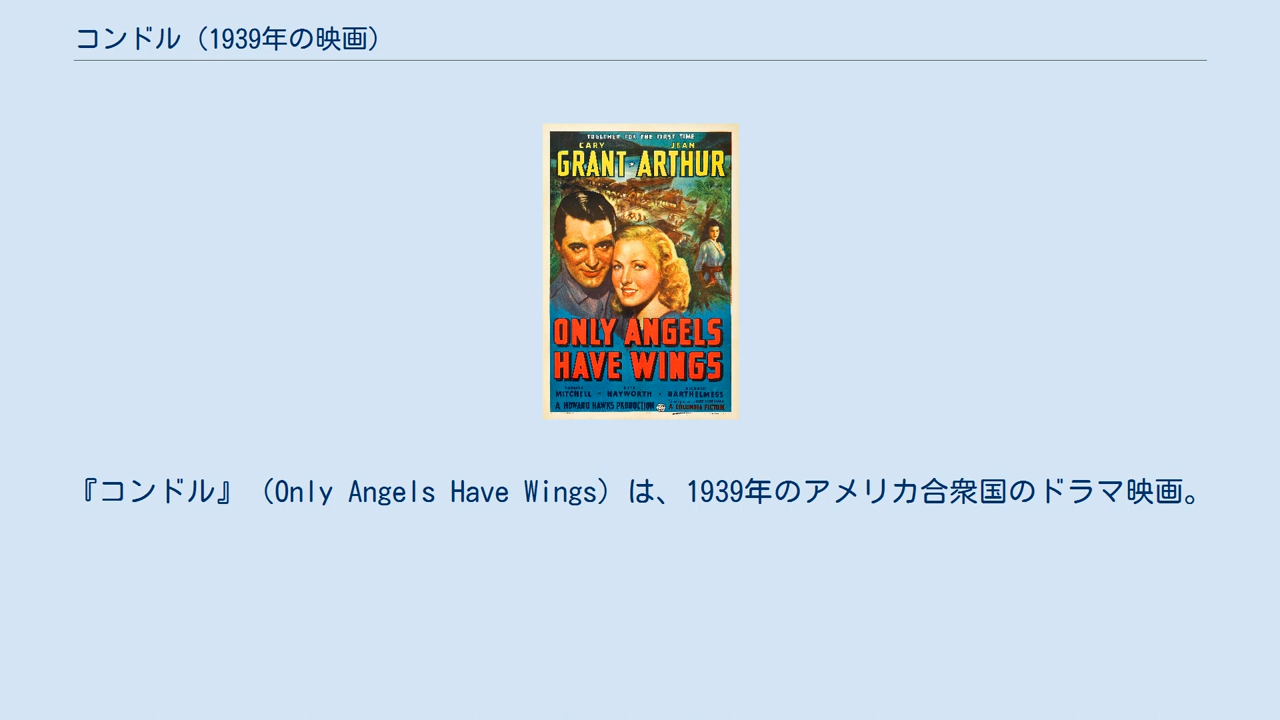 コンドル（1939年の映画）
TOGETHER FOR THE FIRST TIME
CARY JEAN
GRANT · ARTHUR
ONLY ANGELS
HAVE WINGS
MITCHELL · HAYWORTH · BARTHELMESS
A HOWARD HAWKS PRODUCTION A COLUMBIA PICTURE
『コンドル』（Only Angels Have Wings）は、1939年のアメリカ合衆国のドラマ映画。